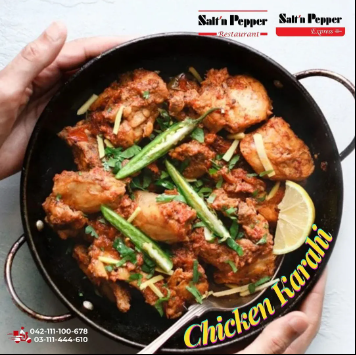 Salt'n Pepper
Restaurant
Salt'n Pepper
Express
Chicken Karahi
042-111-100-678
03-111-444-610